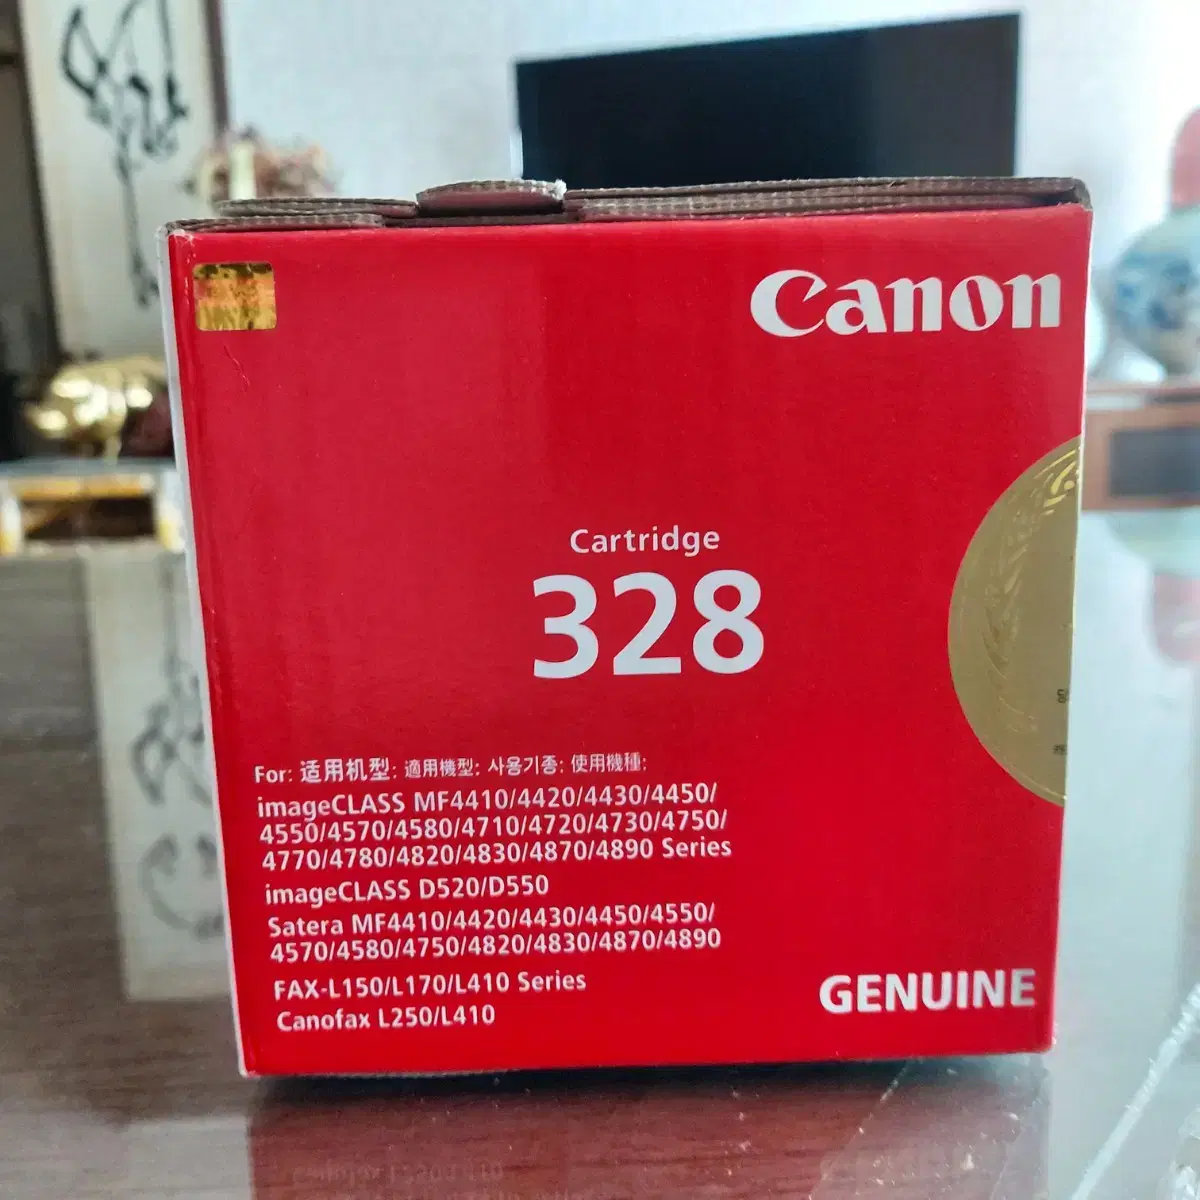 Canon
Cartridge
328
For: 适用机型: 適用機型: 사용기종: 使用機種:
imageCLASS MF4410/4420/4430/4450/
4550/4570/4580/4710/4720/4730/4750/
4770/4780/4820/4830/4870/4890 Series
imageCLASS D520/D550
Satera MF4410/4420/4430/4450/4550/
4570/4580/4750/4820/4830/4870/4890
FAX-L150/L170/L410 Series
Canofax L250/L410
GENUINE